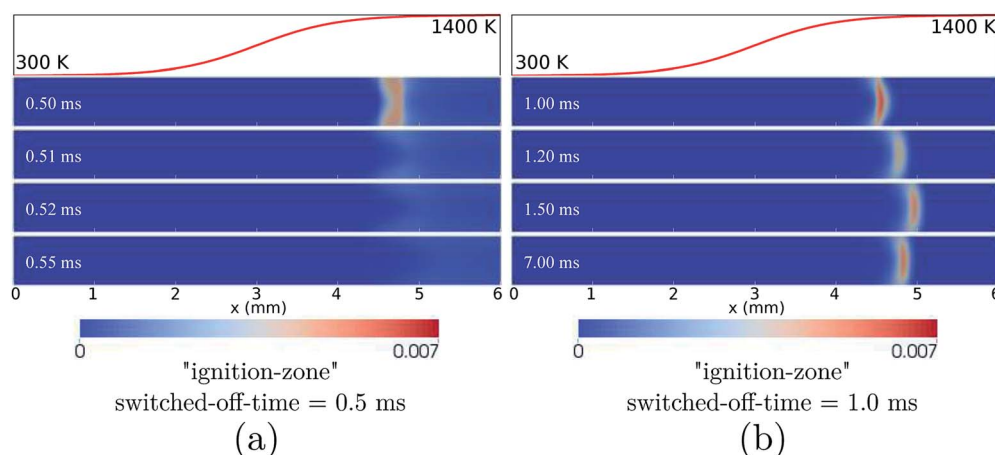 1400 K
300 K
0.50 ms
0.51 ms
0.52 ms
0.55 ms
0 1 2 3 4 5 6
x (mm)
0 0.007
"ignition-zone"
switched-off-time = 0.5 ms
(a)
1400 K
300 K
1.00 ms
1.20 ms
1.50 ms
7.00 ms
0 1 2 3 4 5 6
x (mm)
0 0.007
"ignition-zone"
switched-off-time = 1.0 ms
(b)